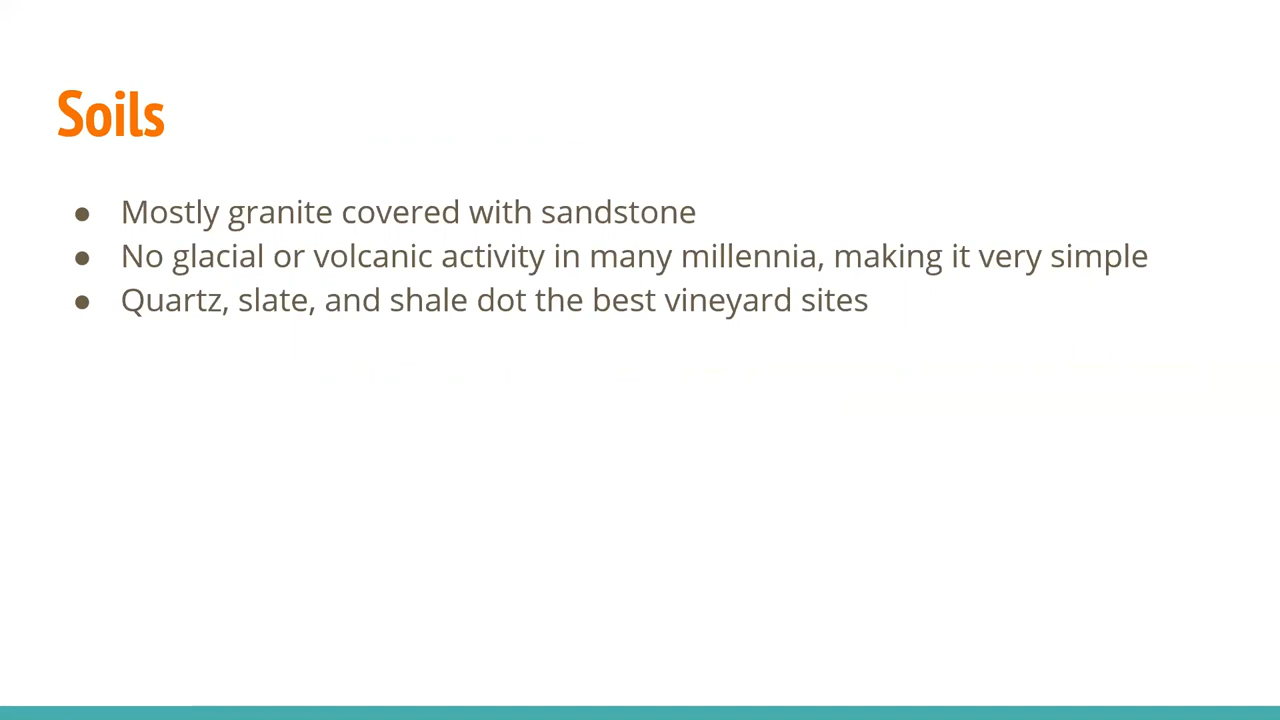 Soils
● Mostly granite covered with sandstone
● No glacial or volcanic activity in many millennia, making it very simple
● Quartz, slate, and shale dot the best vineyard sites